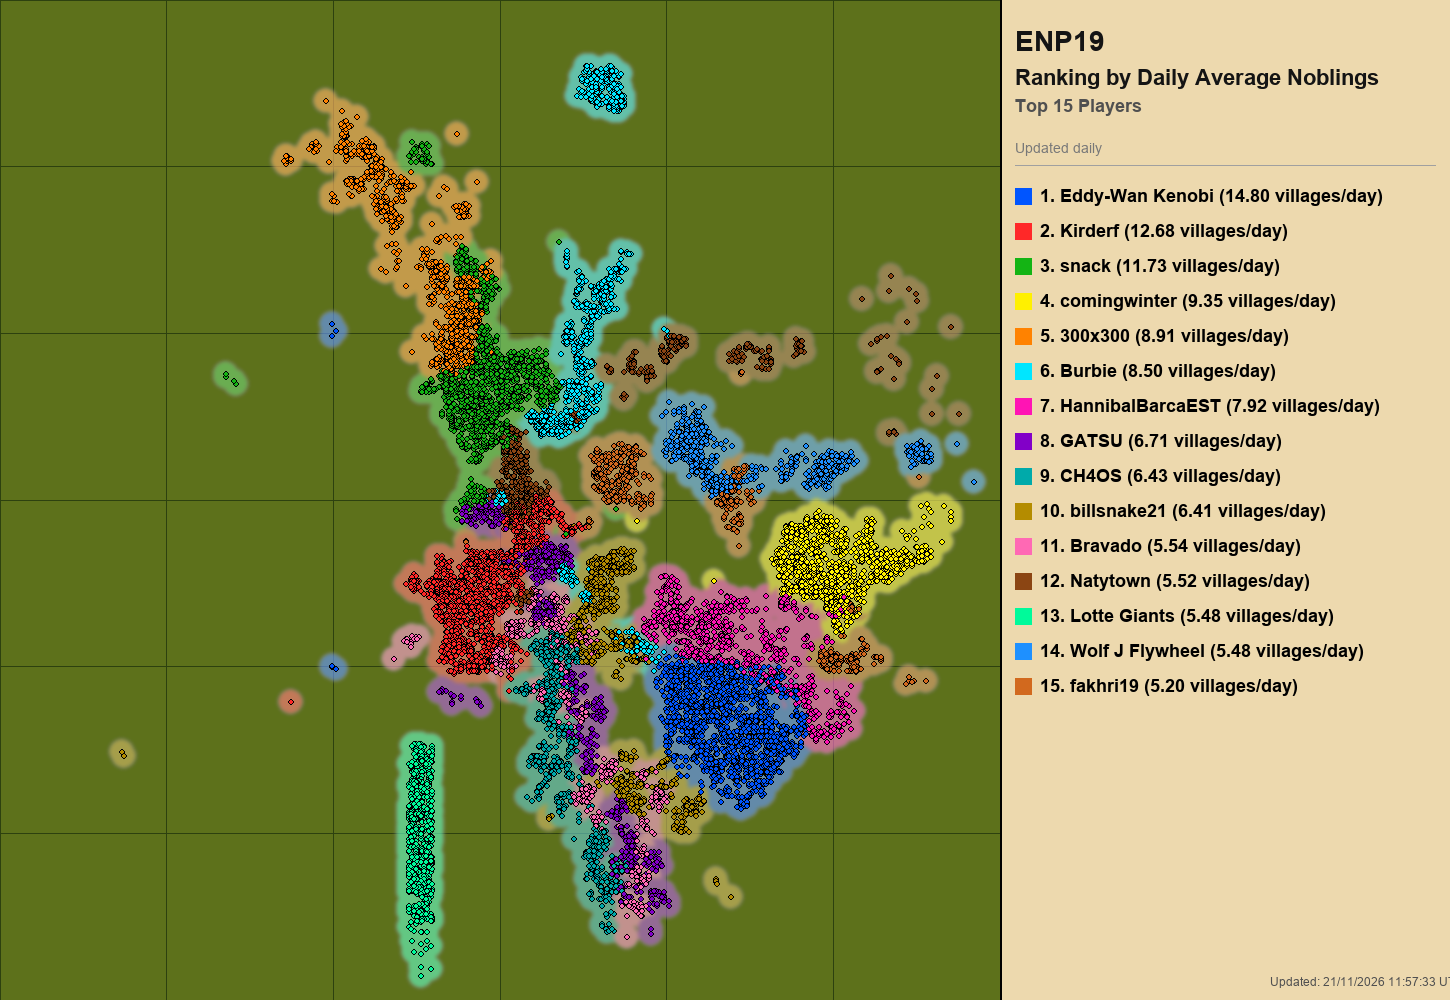 ENP19
Ranking by Daily Average Noblings
Top 15 Players
Updated daily
1. Eddy-Wan Kenobi (14.80 villages/day)
2. Kirderf (12.68 villages/day)
3. snack (11.73 villages/day)
4. comingwinter (9.35 villages/day)
5. 300x300 (8.91 villages/day)
6. Burbie (8.50 villages/day)
7. HannibalBarcaEST (7.92 villages/day)
8. GATSU (6.71 villages/day)
9. CH4OS (6.43 villages/day)
10. billsnake21 (6.41 villages/day)
11. Bravado (5.54 villages/day)
12. Natytown (5.52 villages/day)
13. Lotte Giants (5.48 villages/day)
14. Wolf J Flywheel (5.48 villages/day)
15. fakhri19 (5.20 villages/day)
Updated: 21/11/2026 11:57:33